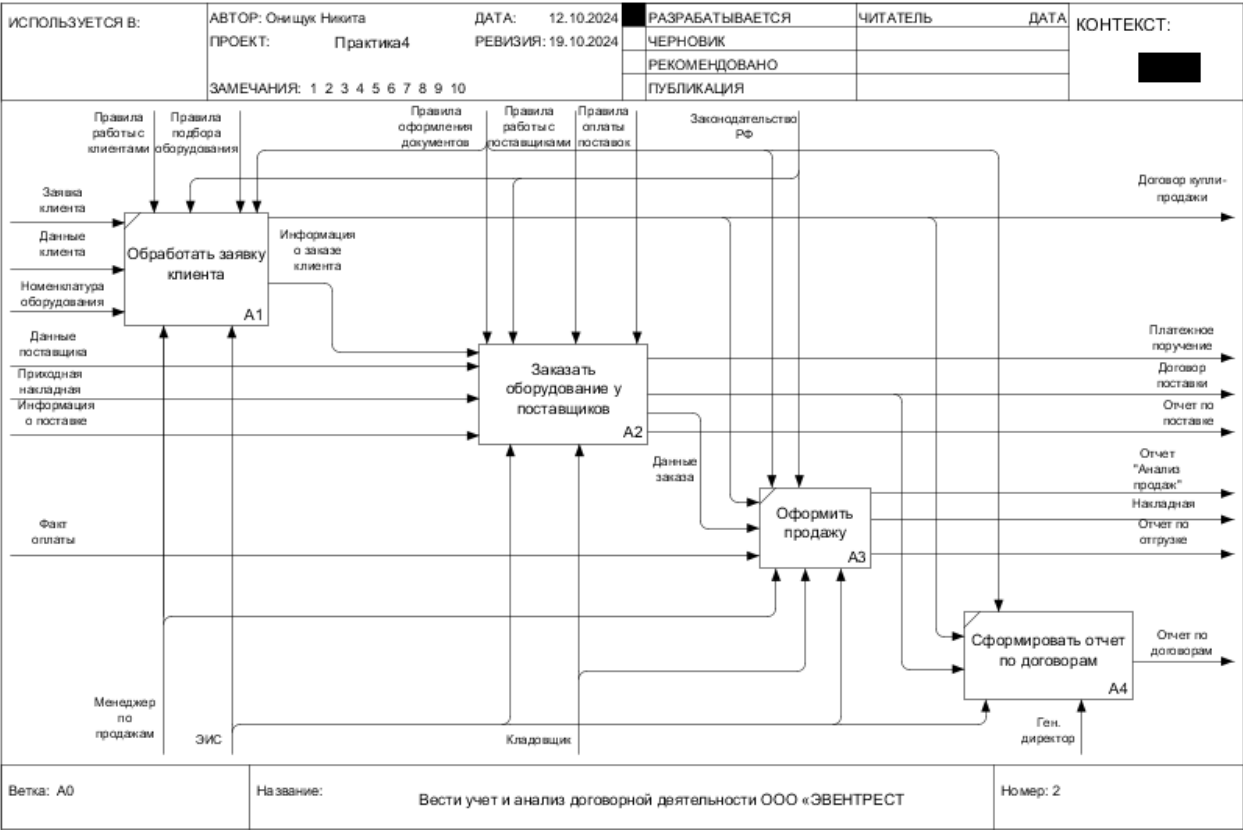 ИСПОЛЬЗУЕТСЯ В:
АВТОР: Онищук Никита
ДАТА: 12.10.2024
ПРОЕКТ: Практика4
РЕВИЗИЯ: 19.10.2024
ЗАМЕЧАНИЯ: 1 2 3 4 5 6 7 8 9 10
РАЗРАБАТЫВАЕТСЯ
ЧЕРНОВИК
РЕКОМЕНДОВАНО
ПУБЛИКАЦИЯ
ЧИТАТЕЛЬ
ДАТА
КОНТЕКСТ:
Правила
работы с
клиентами
Правила
подбора
оборудования
Правила
оформления
документов
Правила
работы с
поставщиками
Правила
оплаты
поставок
Законодательство
РФ
Заявка
клиента
Данные
клиента
Номенклатура
оборудования
Обработать заявку
клиента
A1
Информация
о заказе
клиента
Договор купли-
продажи
Данные
поставщика
Приходная
накладная
Информация
о поставке
Заказать
оборудование у
поставщиков
A2
Платежное
поручение
Договор
поставки
Отчет по
поставке
Данные
заказа
Отчет
"Анализ
продаж"
Накладная
Отчет по
отгрузке
Факт
оплаты
Оформить
продажу
A3
Сформировать отчет
по договорам
A4
Отчет по
договорам
Менеджер
по
продажам
ЭИС
Кладовщик
Ген.
директор
Ветка: A0
Название:
Вести учет и анализ договорной деятельности ООО «ЭВЕНТРЕСТ
Номер: 2